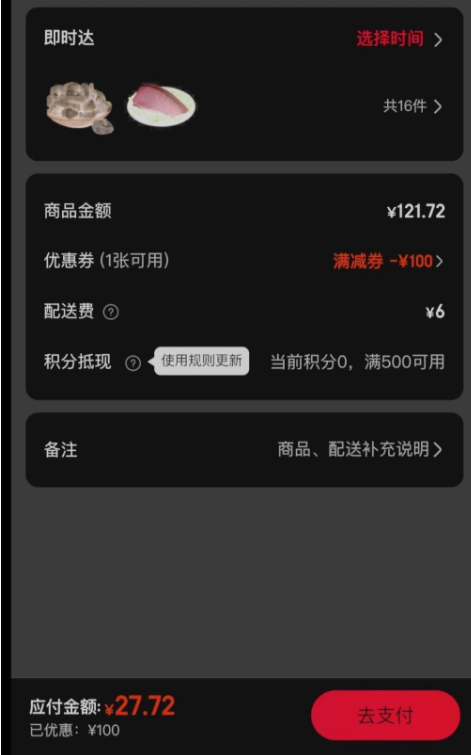 即时达 选择时间 >
共16件 >
商品金额 ¥121.72
优惠券 (1张可用) 满减券 -¥100 >
配送费 ? ¥6
积分抵现 ? 使用规则更新 当前积分0，满500可用
备注 商品、配送补充说明 >
应付金额: ¥27.72 去支付
已优惠：¥100